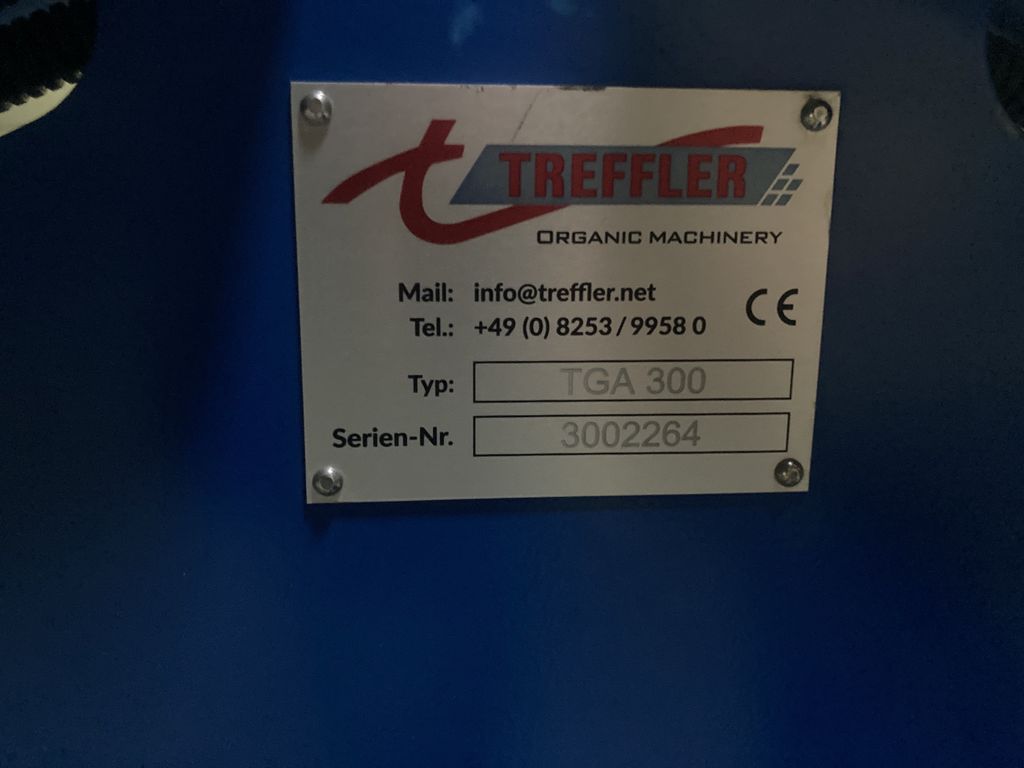 t TREFFLER
ORGANIC MACHINERY
Mail: info@treffler.net
Tel.: +49 (0) 8253 / 9958 0
CE
Typ: TGA 300
Serien-Nr. 3002264